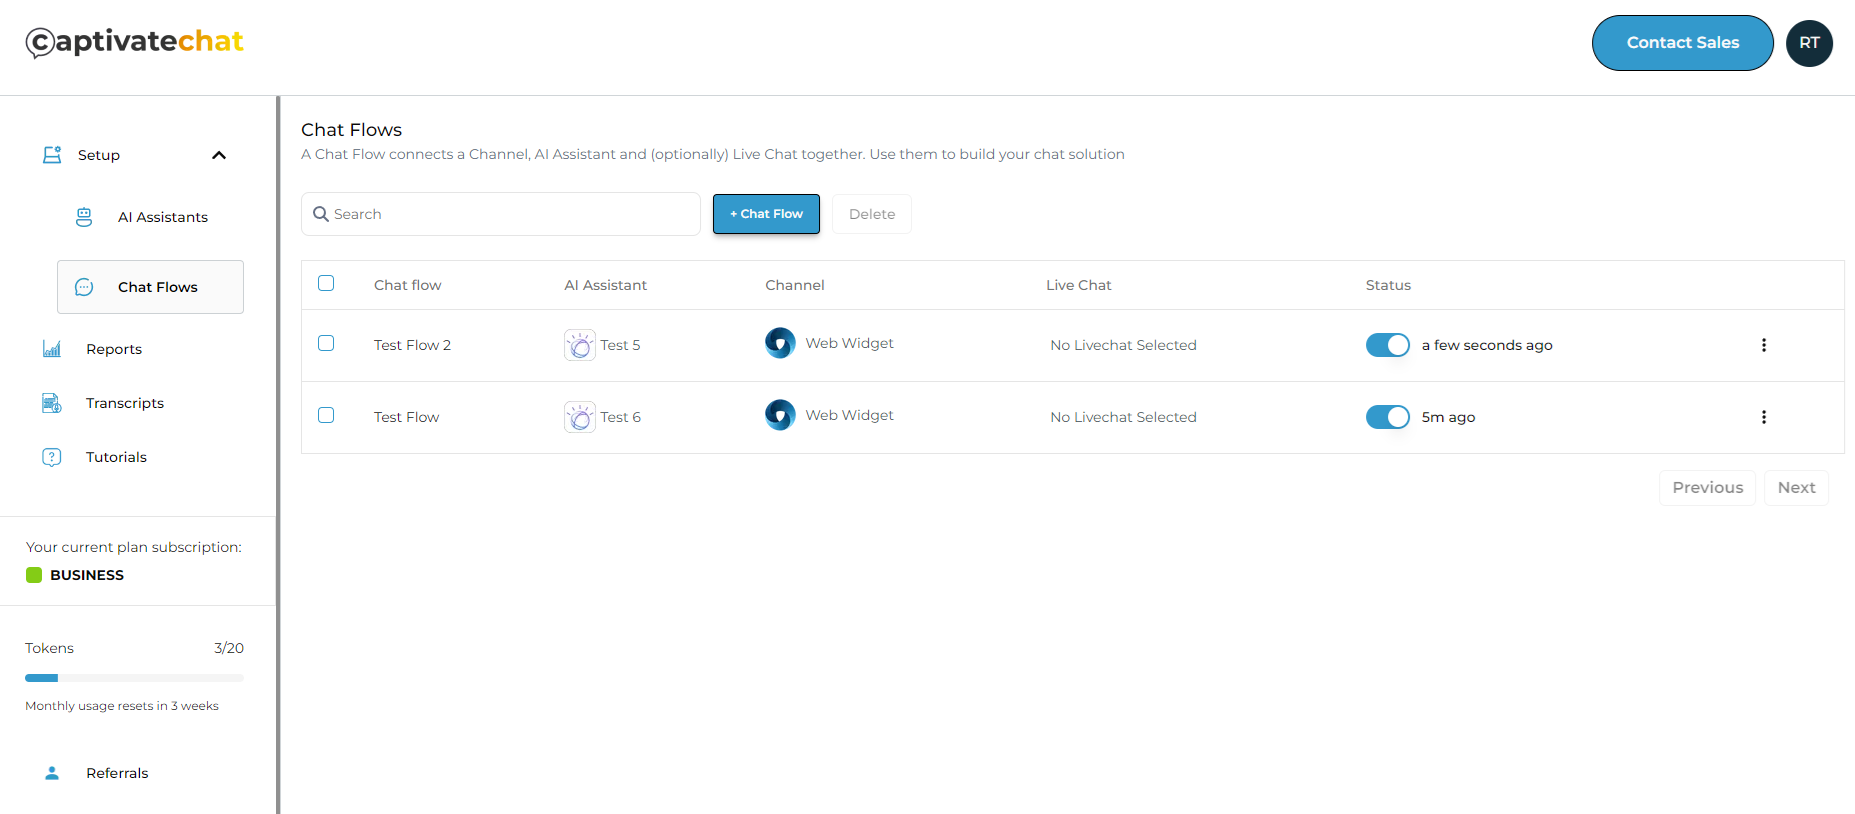 captivatechat
Contact Sales
RT
Setup
AI Assistants
Chat Flows
Reports
Transcripts
Tutorials
Your current plan subscription:
BUSINESS
Tokens 3/20
Monthly usage resets in 3 weeks
Referrals
Chat Flows
A Chat Flow connects a Channel, AI Assistant and (optionally) Live Chat together. Use them to build your chat solution
Search
+ Chat Flow
Delete
Chat flow AI Assistant Channel Live Chat Status
Test Flow 2 Test 5 Web Widget No Livechat Selected a few seconds ago
Test Flow Test 6 Web Widget No Livechat Selected 5m ago
Previous Next